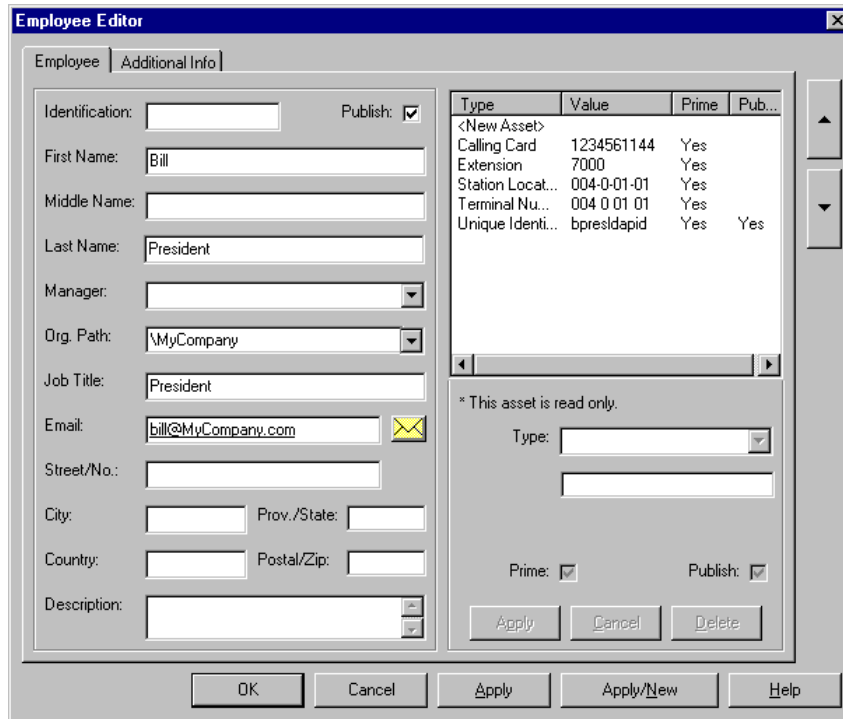 Employee Editor
Employee Additional Info
Identification: Publish:
First Name: Bill
Middle Name:
Last Name: President
Manager:
Org. Path: \MyCompany
Job Title: President
Email: bill@MyCompany.com
Street/No.:
City: Prov./State:
Country: Postal/Zip:
Description:
Type Value Prime Pub...
<New Asset>
Calling Card 1234561144 Yes
Extension 7000 Yes
Station Locat... 004-0-01-01 Yes
Terminal Nu... 004 0 01 01 Yes
Unique Identi... bpresldapid Yes Yes
* This asset is read only.
Type:
Prime: Publish:
Apply Cancel Delete
OK Cancel Apply Apply/New Help